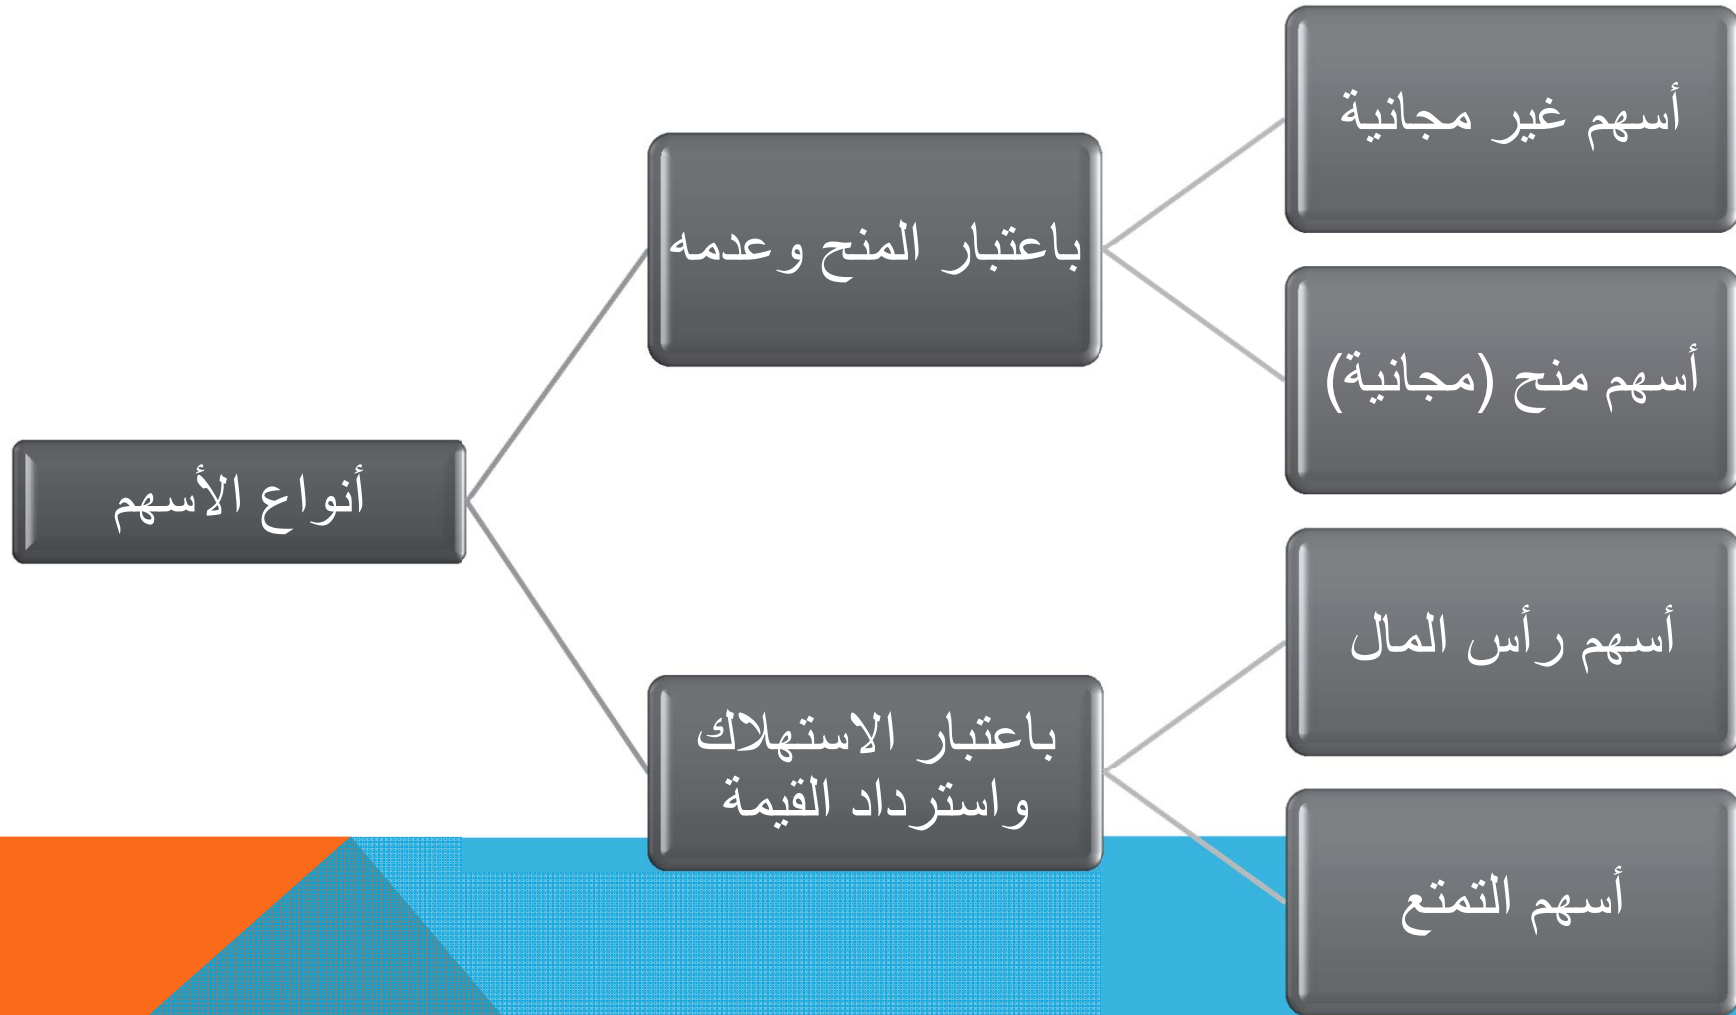 أنواع الأسهم
باعتبار المنح وعدمه
أسهم غير مجانية
أسهم منح (مجانية)
باعتبار الاستهلاك
واسترداد القيمة
أسهم رأس المال
أسهم التمتع